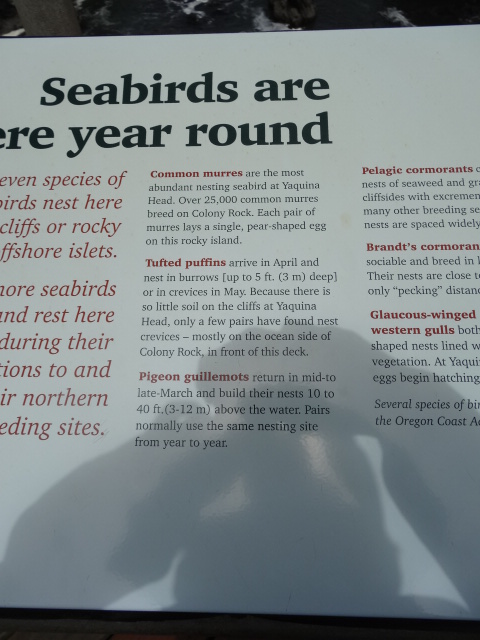 Seabirds are
ere year round
even species of
birds nest here
cliffs or rocky
ffshore islets.
more seabirds
and rest here
during their
tions to and
ir northern
eding sites.
Common murres are the most
abundant nesting seabird at Yaquina
Head. Over 25,000 common murres
breed on Colony Rock. Each pair of
murres lays a single, pear-shaped egg
on this rocky island.
Tufted puffins arrive in April and
nest in burrows [up to 5 ft. (3 m) deep]
or in crevices in May. Because there is
so little soil on the cliffs at Yaquina
Head, only a few pairs have found nest
crevices – mostly on the ocean side of
Colony Rock, in front of this deck.
Pigeon guillemots return in mid-to
late-March and build their nests 10 to
40 ft.(3-12 m) above the water. Pairs
normally use the same nesting site
from year to year.
Pelagic cormorants
nests of seaweed and gra
cliffsides with excremen
many other breeding se
nests are spaced widely
Brandt's cormoran
sociable and breed in l
Their nests are close t
only "pecking" distanc
Glaucous-winged
western gulls both
shaped nests lined w
vegetation. At Yaqui
eggs begin hatching
Several species of bir
the Oregon Coast Aq